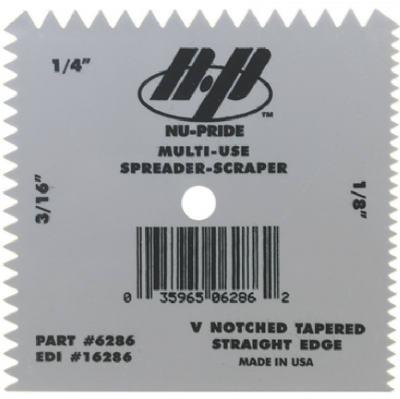 1/4"
N·P
TM
NU-PRIDE
MULTI-USE
SPREADER-SCRAPER
3/16"
1/8"
0 35965 06286 2
PART #6286
EDI #16286
V NOTCHED TAPERED
STRAIGHT EDGE
MADE IN USA